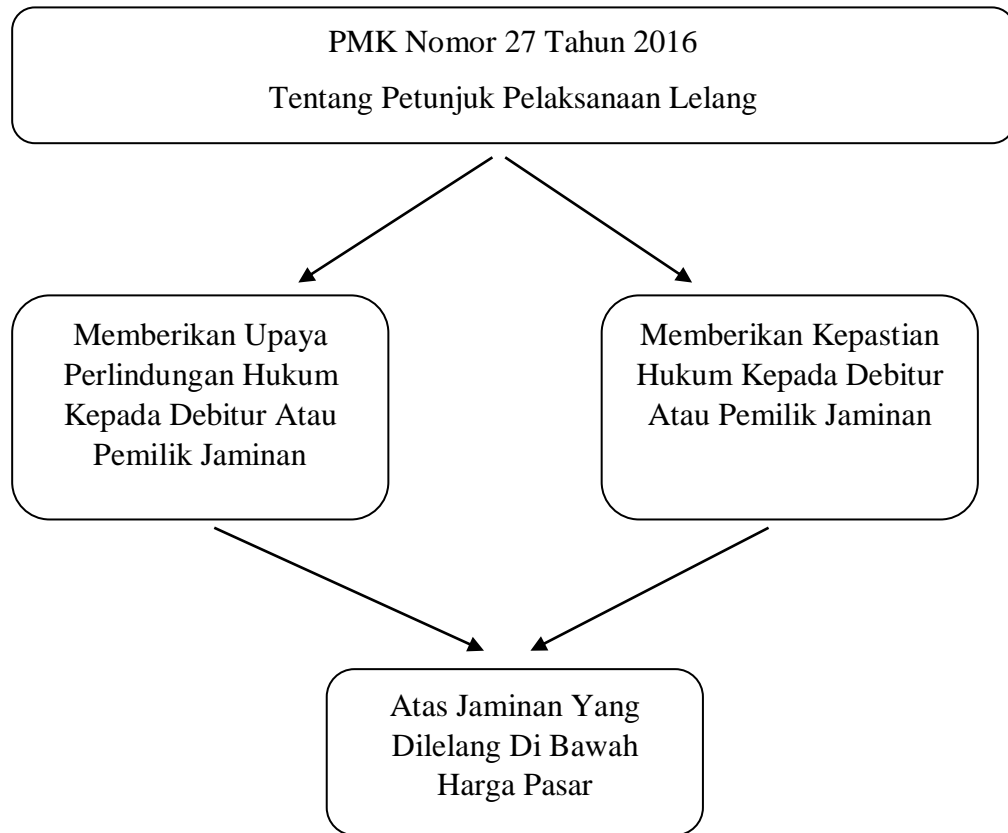 PMK Nomor 27 Tahun 2016
Tentang Petunjuk Pelaksanaan Lelang
Memberikan Upaya
Perlindungan Hukum
Kepada Debitur Atau
Pemilik Jaminan
Memberikan Kepastian
Hukum Kepada Debitur
Atau Pemilik Jaminan
Atas Jaminan Yang
Dilelang Di Bawah
Harga Pasar